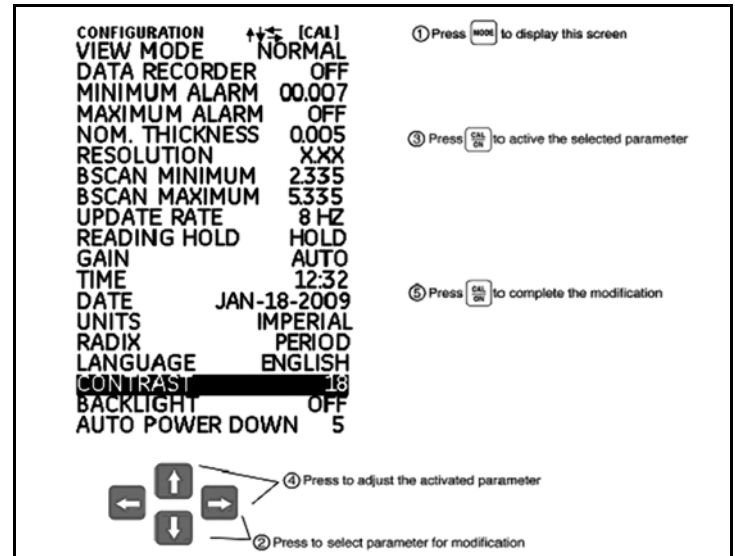 CONFIGURATION [CAL]
VIEW MODE NORMAL
DATA RECORDER OFF
MINIMUM ALARM 00.007
MAXIMUM ALARM OFF
NOM. THICKNESS 0.005
RESOLUTION X.XX
BSCAN MINIMUM 2.335
BSCAN MAXIMUM 5.335
UPDATE RATE 8 HZ
READING HOLD HOLD
GAIN AUTO
TIME 12:32
DATE JAN-18-2009
UNITS IMPERIAL
RADIX PERIOD
LANGUAGE ENGLISH
CONTRAST 18
BACKLIGHT OFF
AUTO POWER DOWN 5
① Press MODE to display this screen
③ Press CAL ON to active the selected parameter
⑤ Press CAL ON to complete the modification
④ Press to adjust the activated parameter
② Press to select parameter for modification